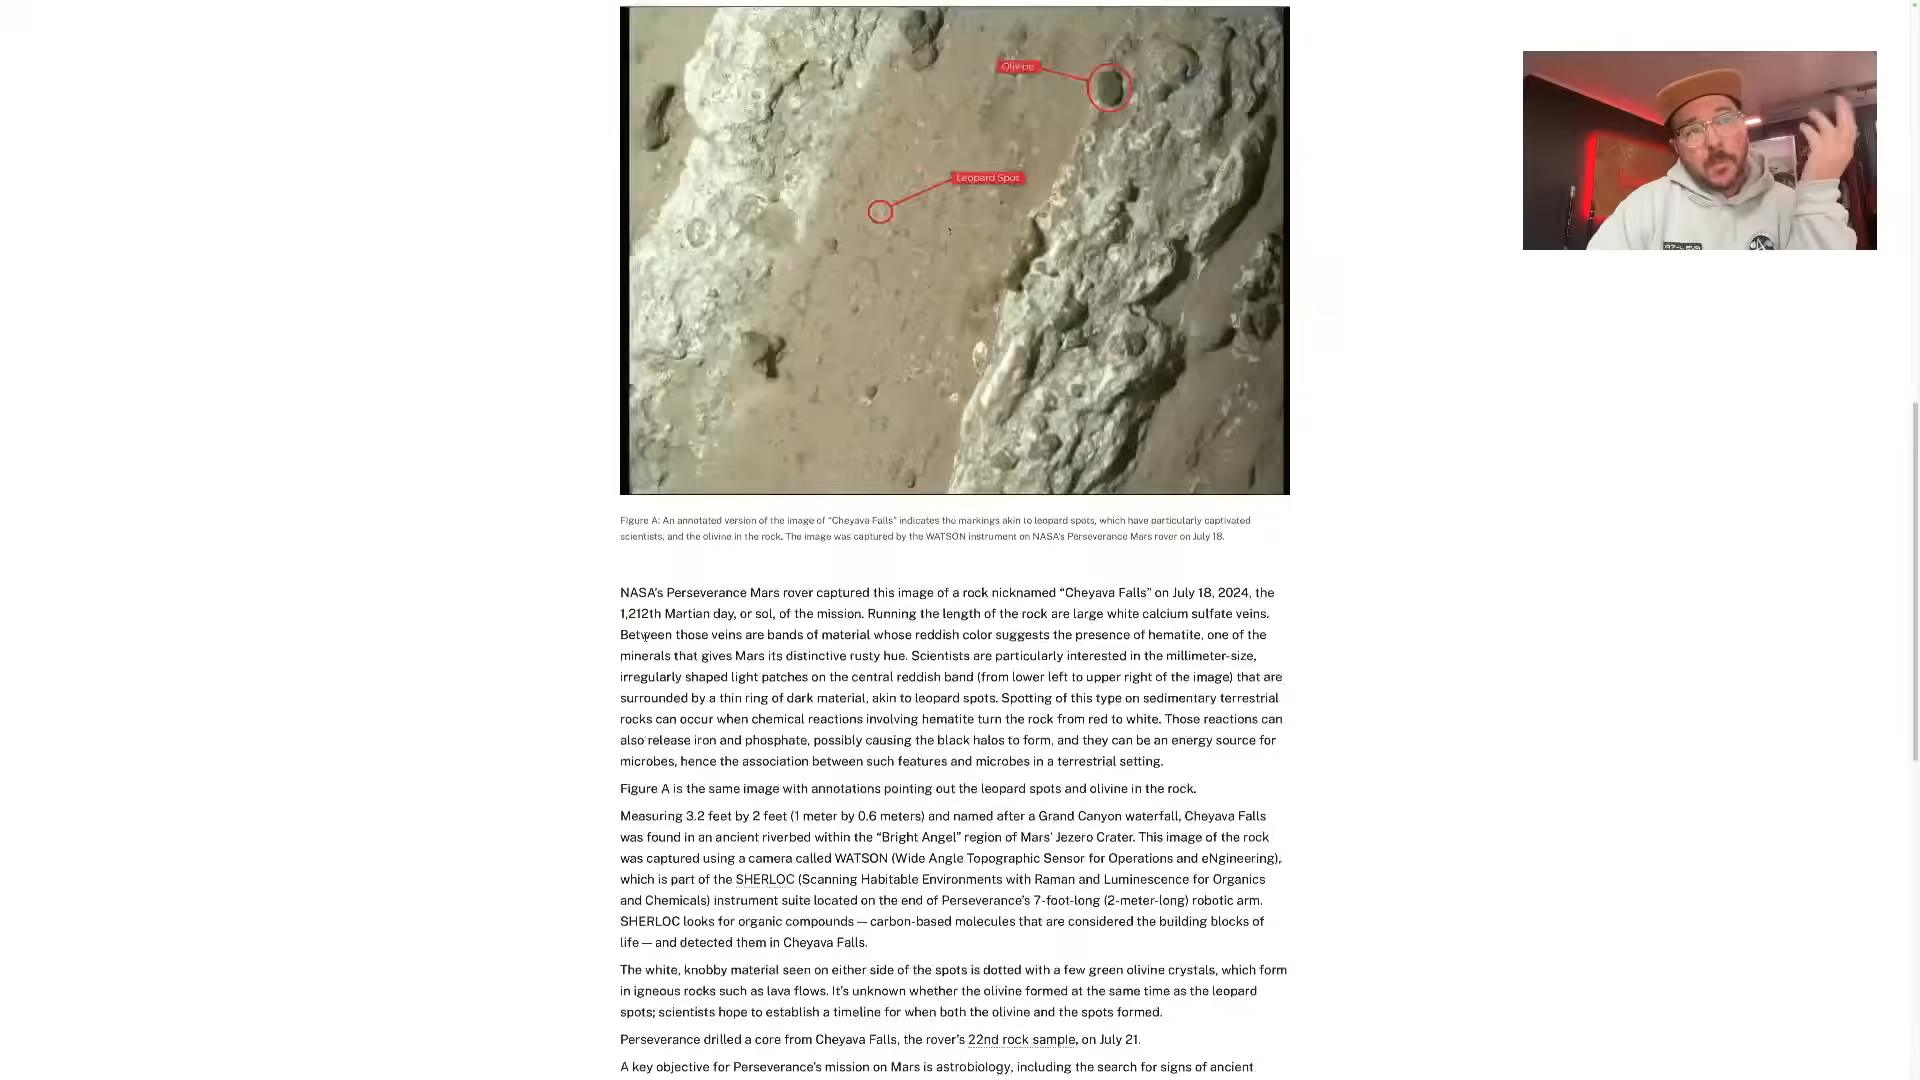 Olivine
Leopard Spot
Figure A: An annotated version of the image of “Cheyava Falls” indicates the markings akin to leopard spots, which have particularly captivated
scientists, and the olivine in the rock. The image was captured by the WATSON instrument on NASA’s Perseverance Mars rover on July 18.
NASA’s Perseverance Mars rover captured this image of a rock nicknamed “Cheyava Falls” on July 18, 2024, the
1,212th Martian day, or sol, of the mission. Running the length of the rock are large white calcium sulfate veins.
Between those veins are bands of material whose reddish color suggests the presence of hematite, one of the
minerals that gives Mars its distinctive rusty hue. Scientists are particularly interested in the millimeter-size,
irregularly shaped light patches on the central reddish band (from lower left to upper right of the image) that are
surrounded by a thin ring of dark material, akin to leopard spots. Spotting of this type on sedimentary terrestrial
rocks can occur when chemical reactions involving hematite turn the rock from red to white. Those reactions can
also release iron and phosphate, possibly causing the black halos to form, and they can be an energy source for
microbes, hence the association between such features and microbes in a terrestrial setting.
Figure A is the same image with annotations pointing out the leopard spots and olivine in the rock.
Measuring 3.2 feet by 2 feet (1 meter by 0.6 meters) and named after a Grand Canyon waterfall, Cheyava Falls
was found in an ancient riverbed within the “Bright Angel” region of Mars’ Jezero Crater. This image of the rock
was captured using a camera called WATSON (Wide Angle Topographic Sensor for Operations and eNgineering),
which is part of the SHERLOC (Scanning Habitable Environments with Raman and Luminescence for Organics
and Chemicals) instrument suite located on the end of Perseverance’s 7-foot-long (2-meter-long) robotic arm.
SHERLOC looks for organic compounds — carbon-based molecules that are considered the building blocks of
life — and detected them in Cheyava Falls.
The white, knobby material seen on either side of the spots is dotted with a few green olivine crystals, which form
in igneous rocks such as lava flows. It’s unknown whether the olivine formed at the same time as the leopard
spots; scientists hope to establish a timeline for when both the olivine and the spots formed.
Perseverance drilled a core from Cheyava Falls, the rover’s 22nd rock sample, on July 21.
A key objective for Perseverance’s mission on Mars is astrobiology, including the search for signs of ancient